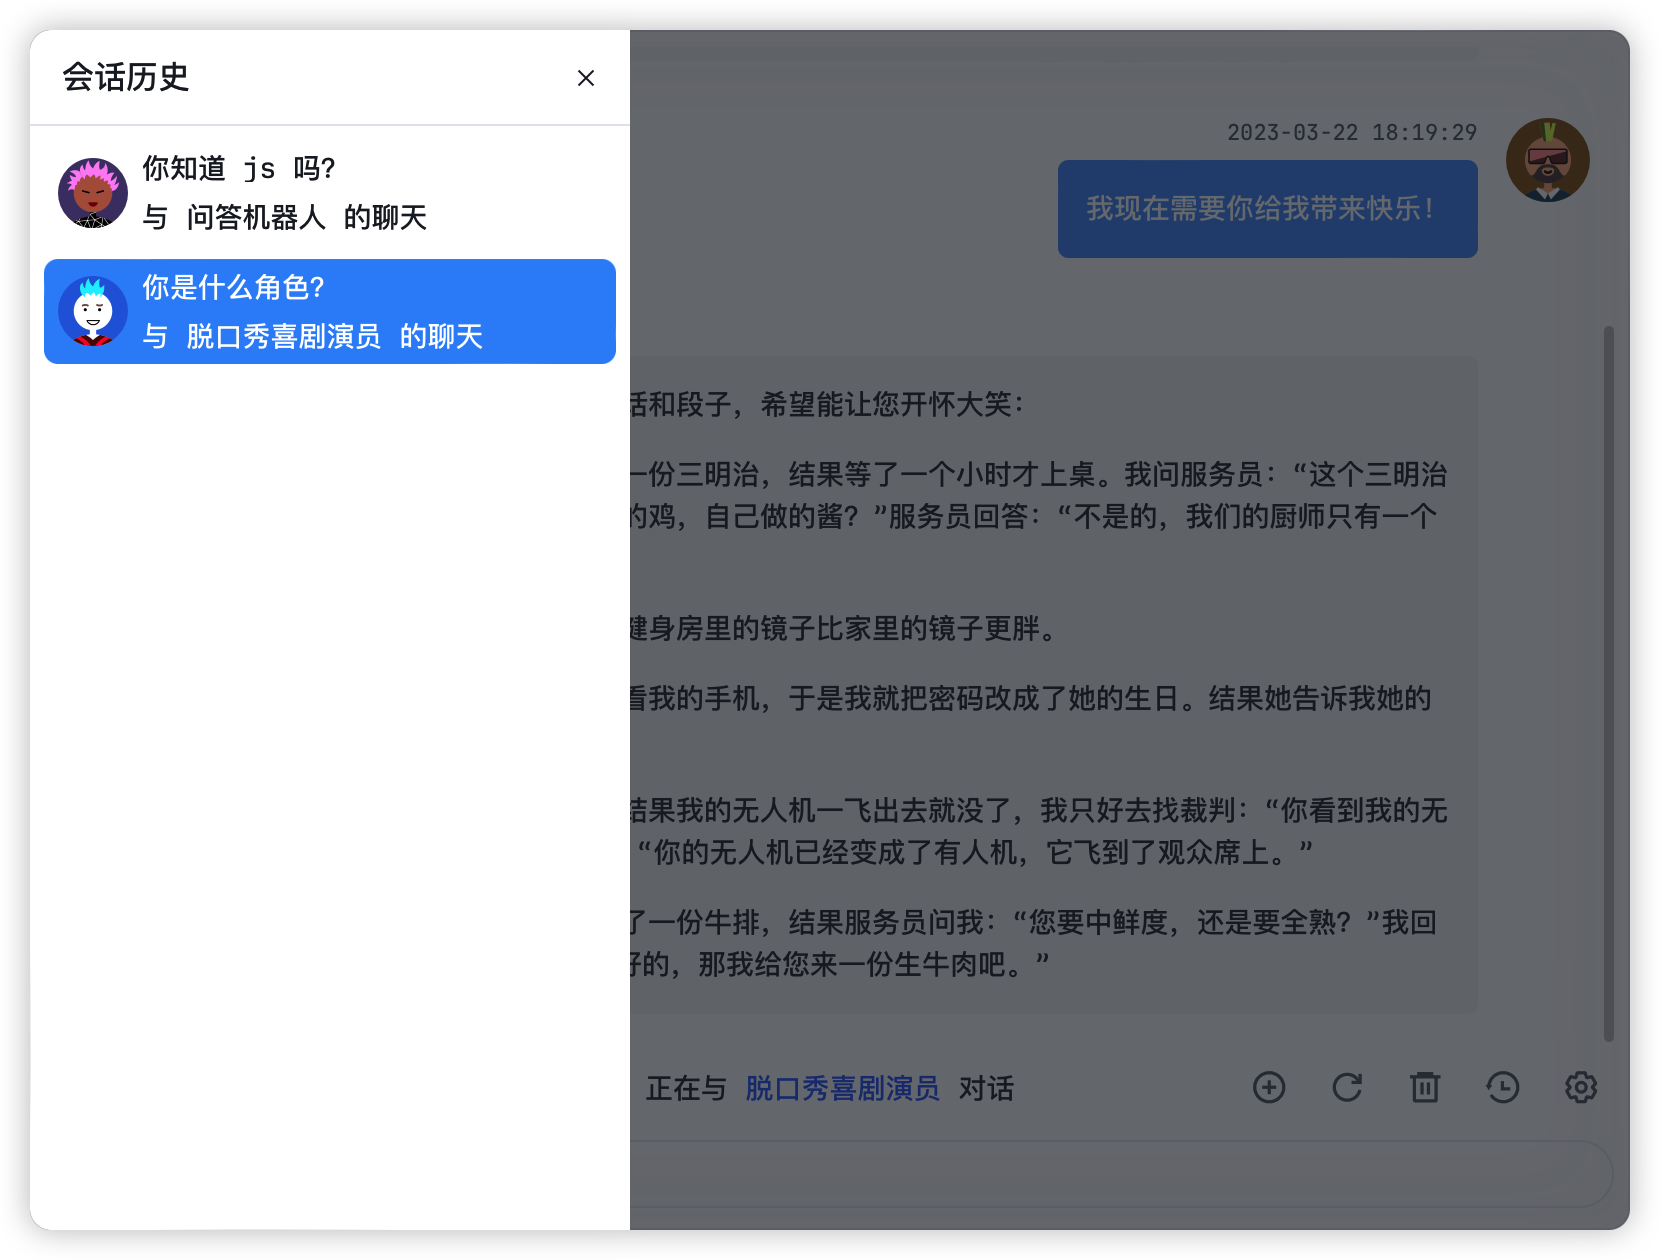 会话历史
你知道 js 吗？
与 问答机器人 的聊天
你是什么角色？
与 脱口秀喜剧演员 的聊天
2023-03-22 18:19:29
我现在需要你给我带来快乐！
话和段子，希望能让您开怀大笑：
一份三明治，结果等了一个小时才上桌。我问服务员：“这个三明治
的鸡，自己做的酱？”服务员回答：“不是的，我们的厨师只有一个
健身房里的镜子比家里的镜子更胖。
看我的手机，于是我就把密码改成了她的生日。结果她告诉我她的
结果我的无人机一飞出去就没了，我只好去找裁判：“你看到我的无
“你的无人机已经变成了有人机，它飞到了观众席上。”
了一份牛排，结果服务员问我：“您要中鲜度，还是要全熟？”我回
好的，那我给您来一份生牛肉吧。”
正在与 脱口秀喜剧演员 对话